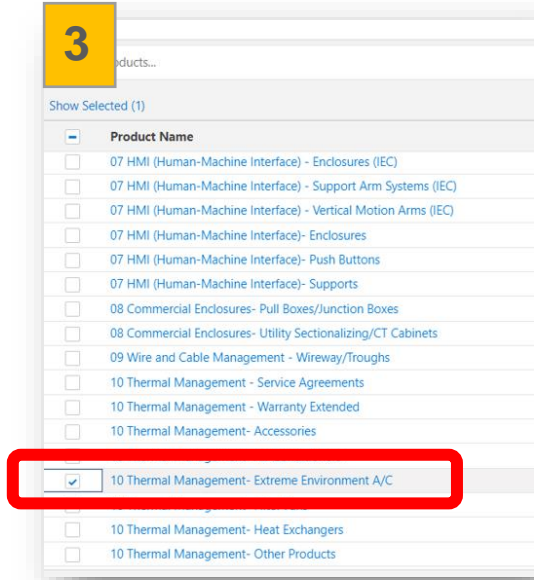 3
oducts...
Show Selected (1)
Product Name
07 HMI (Human-Machine Interface) - Enclosures (IEC)
07 HMI (Human-Machine Interface) - Support Arm Systems (IEC)
07 HMI (Human-Machine Interface) - Vertical Motion Arms (IEC)
07 HMI (Human-Machine Interface)- Enclosures
07 HMI (Human-Machine Interface)- Push Buttons
07 HMI (Human-Machine Interface)- Supports
08 Commercial Enclosures- Pull Boxes/Junction Boxes
08 Commercial Enclosures- Utility Sectionalizing/CT Cabinets
09 Wire and Cable Management - Wireway/Troughs
10 Thermal Management - Service Agreements
10 Thermal Management - Warranty Extended
10 Thermal Management- Accessories
10 Thermal Management- Extreme Environment A/C
10 Thermal Management- Heat Exchangers
10 Thermal Management- Other Products